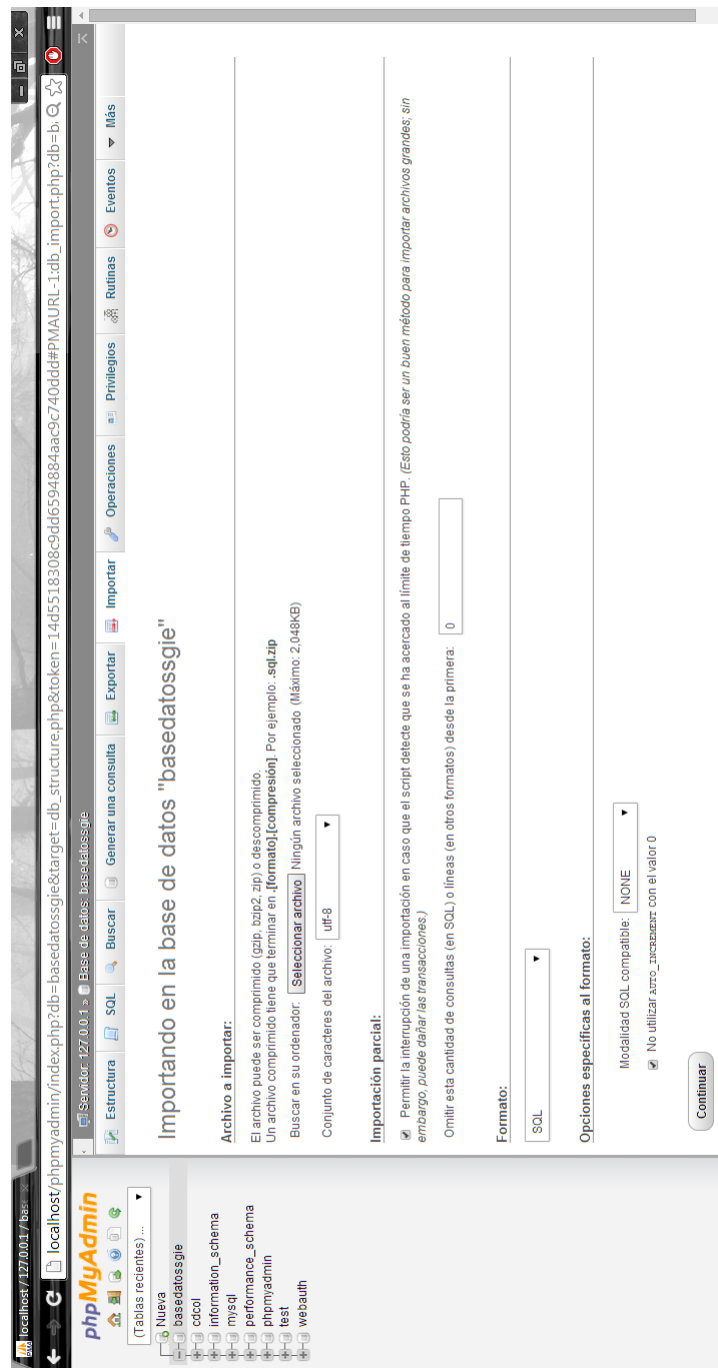 localhost / 127.0.0.1 / bas
localhost/phpmyadmin/index.php?db=basedatossgie&target=db_structure.php&token=14d5518308c9dd6594884aac9c740ddd#PMAURL-1:db_import.php?db=b
phpMyAdmin
(Tablas recientes) ...
Nueva
basedatossgie
cdcol
information_schema
mysql
performance_schema
phpmyadmin
test
webauth
Servidor: 127.0.0.1 » Base de datos: basedatossgie
Estructura SQL Buscar Generar una consulta Exportar Importar Operaciones Privilegios Rutinas Eventos Más
Importando en la base de datos "basedatossgie"
Archivo a importar:
El archivo puede ser comprimido (gzip, bzip2, zip) o descomprimido.
Un archivo comprimido tiene que terminar en .[formato].[compresión]. Por ejemplo: .sql.zip
Buscar en su ordenador: Seleccionar archivo Ningún archivo seleccionado (Máximo: 2,048KB)
Conjunto de caracteres del archivo: utf-8
Importación parcial:
Permitir la interrupción de una importación en caso que el script detecte que se ha acercado al límite de tiempo PHP. (Esto podría ser un buen método para importar archivos grandes; sin
embargo, puede dañar las transacciones.)
Omitir esta cantidad de consultas (en SQL) o líneas (en otros formatos) desde la primera: 0
Formato:
SQL
Opciones específicas al formato:
Modalidad SQL compatible: NONE
No utilizar AUTO_INCREMENT con el valor 0
Continuar